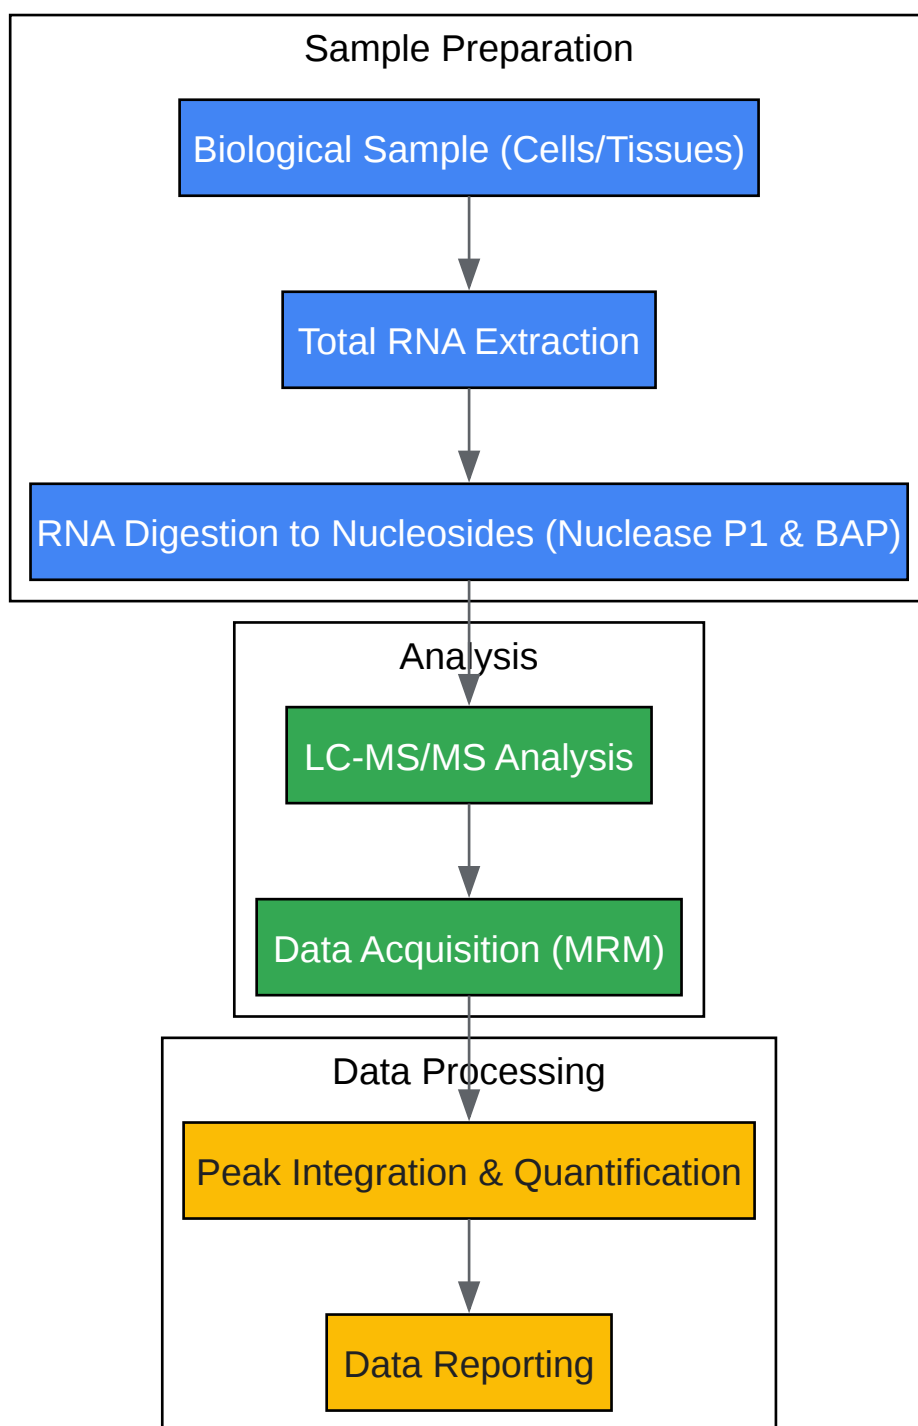 Sample Preparation
Biological Sample (Cells/Tissues)
Total RNA Extraction
RNA Digestion to Nucleosides (Nuclease P1 & BAP)
Analysis
LC-MS/MS Analysis
Data Acquisition (MRM)
Data Processing
Peak Integration & Quantification
Data Reporting